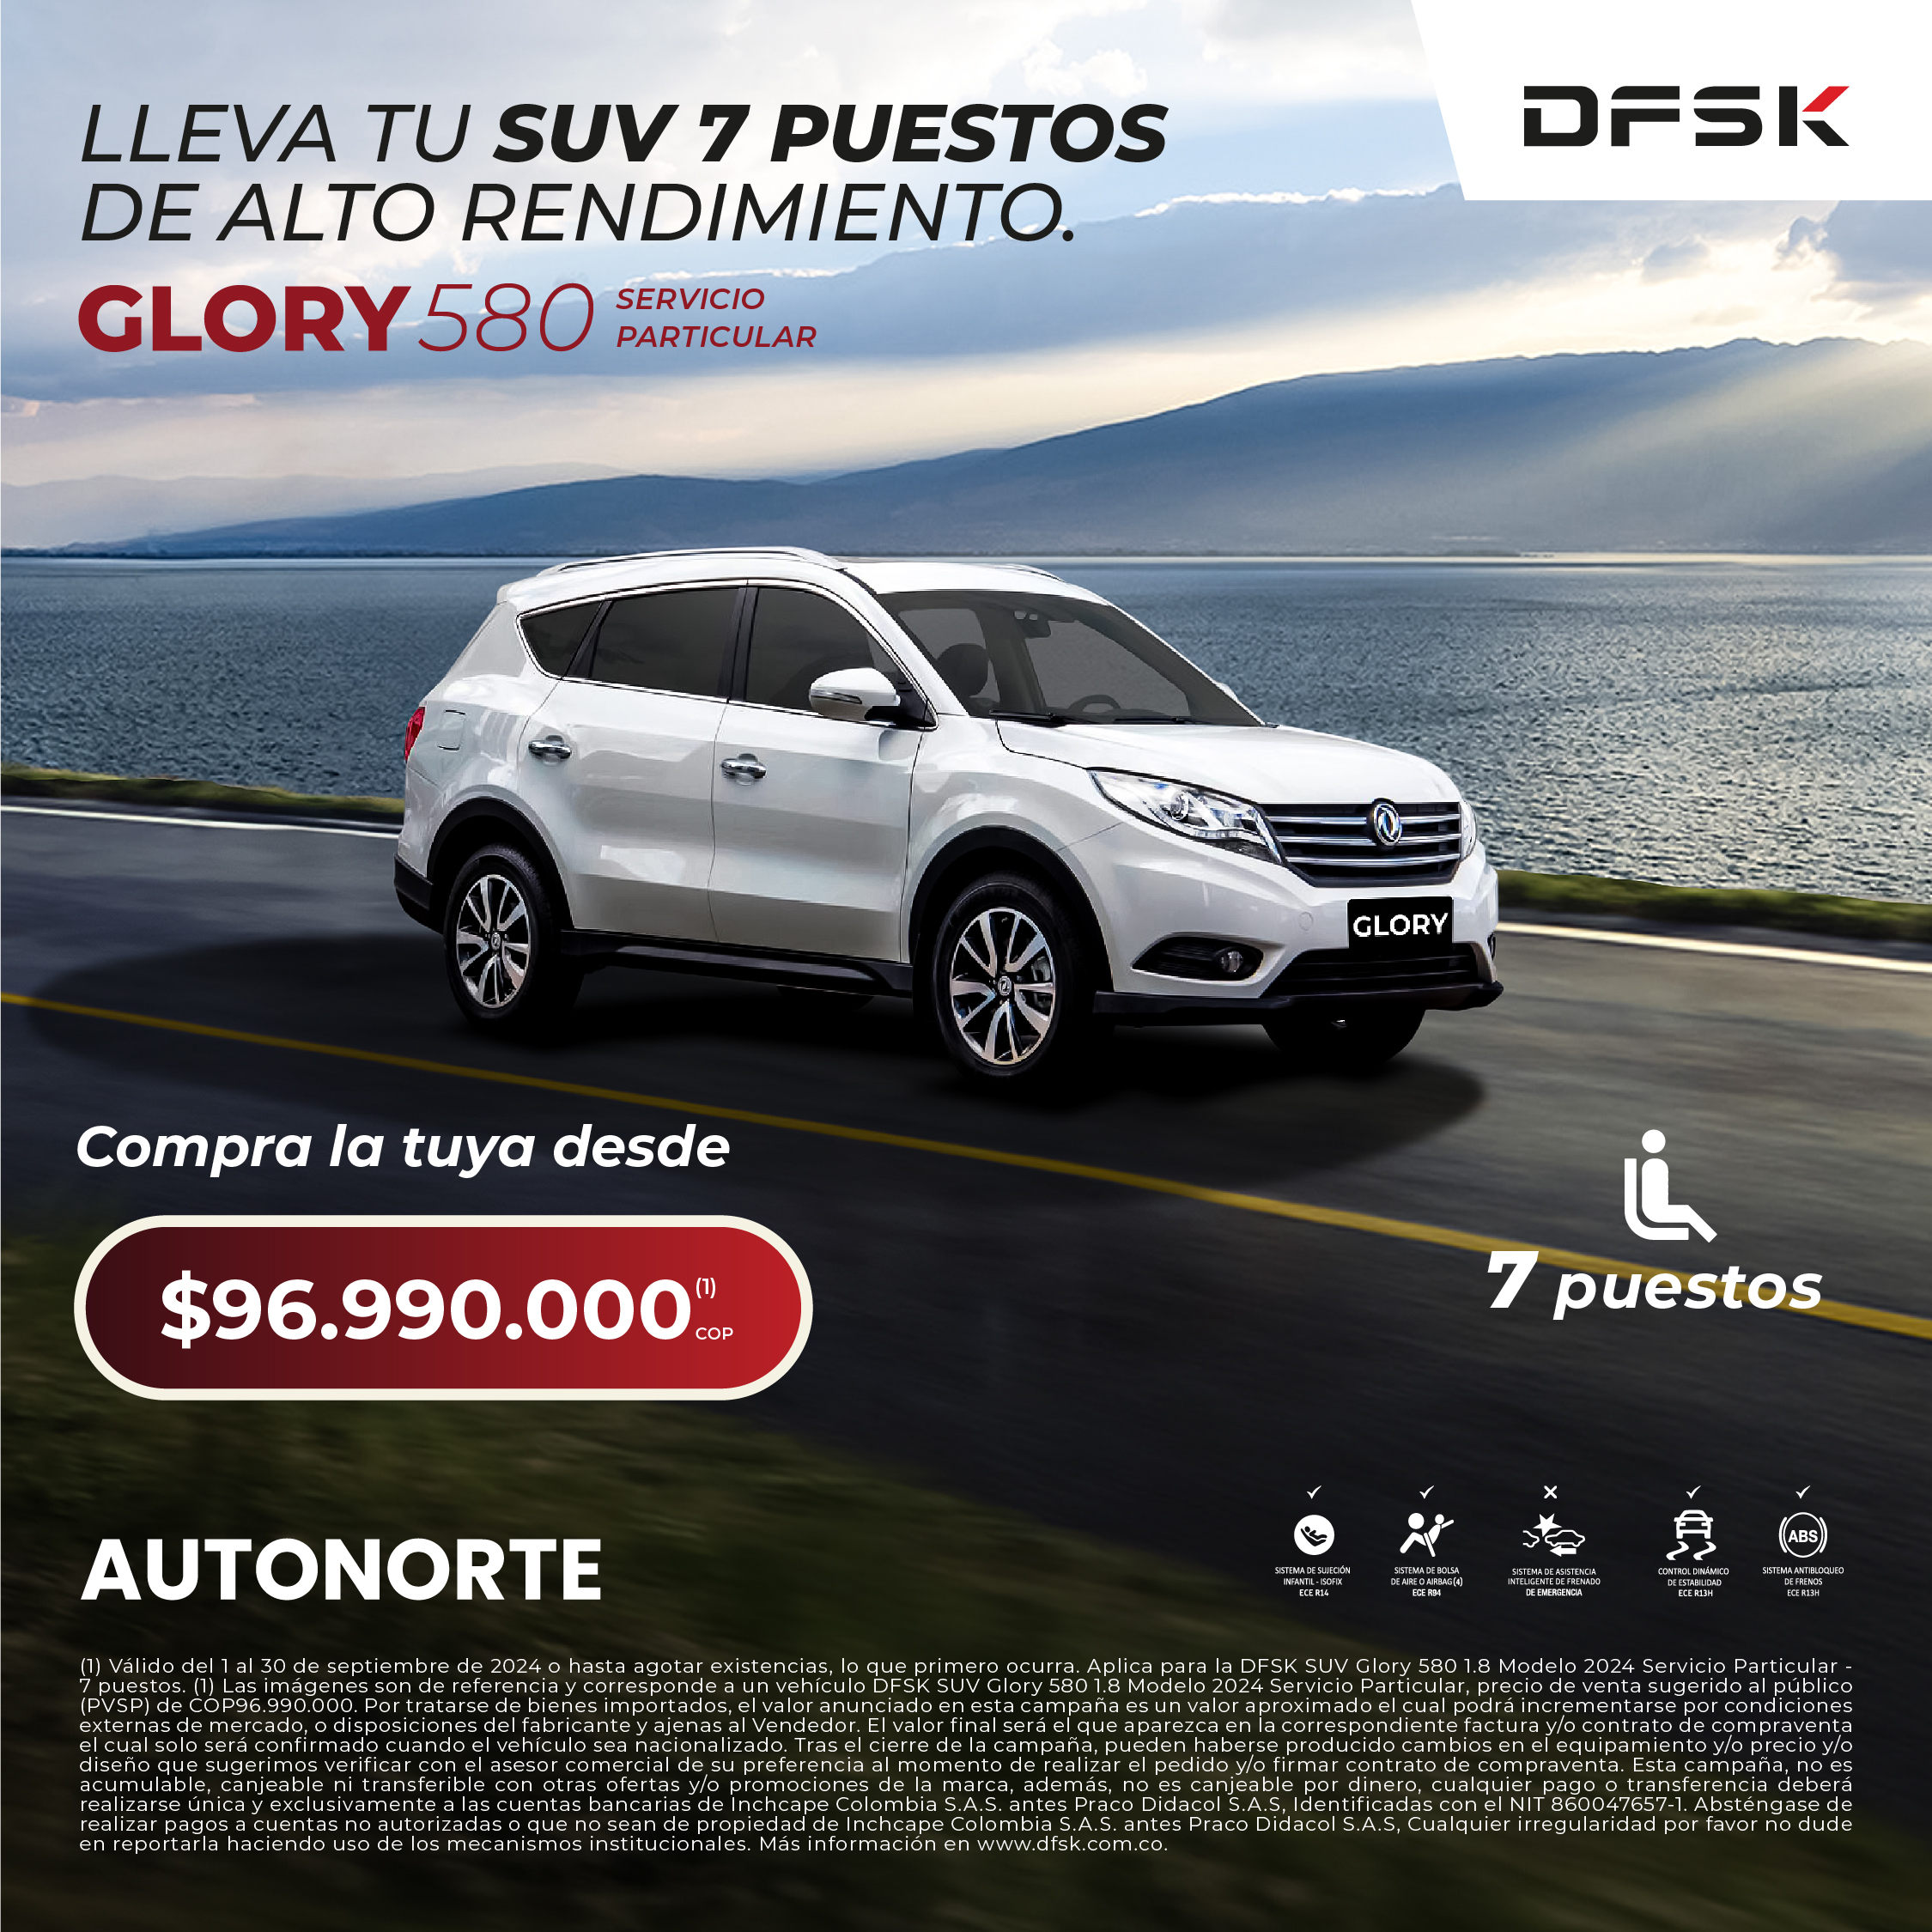 DFSK
LLEVA TU SUV 7 PUESTOS
DE ALTO RENDIMIENTO.
GLORY 580 SERVICIO
PARTICULAR
GLORY
Compra la tuya desde
$96.990.000(1)
COP
7 puestos
AUTONORTE
SISTEMA DE SUJECIÓN
INFANTIL - ISOFIX
ECE R14
SISTEMA DE BOLSA
DE AIRE O AIRBAG(4)
ECE R94
SISTEMA DE ASISTENCIA
INTELIGENTE DE FRENADO
DE EMERGENCIA
CONTROL DINÁMICO
DE ESTABILIDAD
ECE R13H
ABS
SISTEMA ANTIBLOQUEO
DE FRENOS
ECE R13H
(1) Válido del 1 al 30 de septiembre de 2024 o hasta agotar existencias, lo que primero ocurra. Aplica para la DFSK SUV Glory 580 1.8 Modelo 2024 Servicio Particular -
7 puestos. (1) Las imágenes son de referencia y corresponde a un vehículo DFSK SUV Glory 580 1.8 Modelo 2024 Servicio Particular, precio de venta sugerido al público
(PVSP) de COP96.990.000. Por tratarse de bienes importados, el valor anunciado en esta campaña es un valor aproximado el cual podrá incrementarse por condiciones
externas de mercado, o disposiciones del fabricante y ajenas al Vendedor. El valor final será el que aparezca en la correspondiente factura y/o contrato de compraventa
el cual solo será confirmado cuando el vehículo sea nacionalizado. Tras el cierre de la campaña, pueden haberse producido cambios en el equipamiento y/o precio y/o
diseño que sugerimos verificar con el asesor comercial de su preferencia al momento de realizar el pedido y/o firmar contrato de compraventa. Esta campaña, no es
acumulable, canjeable ni transferible con otras ofertas y/o promociones de la marca, además, no es canjeable por dinero, cualquier pago o transferencia deberá
realizarse única y exclusivamente a las cuentas bancarias de Inchcape Colombia S.A.S. antes Praco Didacol S.A.S, Identificadas con el NIT 860047657-1. Absténgase de
realizar pagos a cuentas no autorizadas o que no sean de propiedad de Inchcape Colombia S.A.S. antes Praco Didacol S.A.S, Cualquier irregularidad por favor no dude
en reportarla haciendo uso de los mecanismos institucionales. Más información en www.dfsk.com.co.